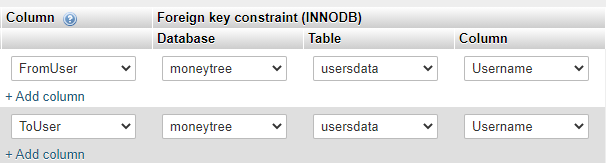 Column Foreign key constraint (INNODB)
Database Table Column
FromUser moneytree usersdata Username
+ Add column
ToUser moneytree usersdata Username
+ Add column